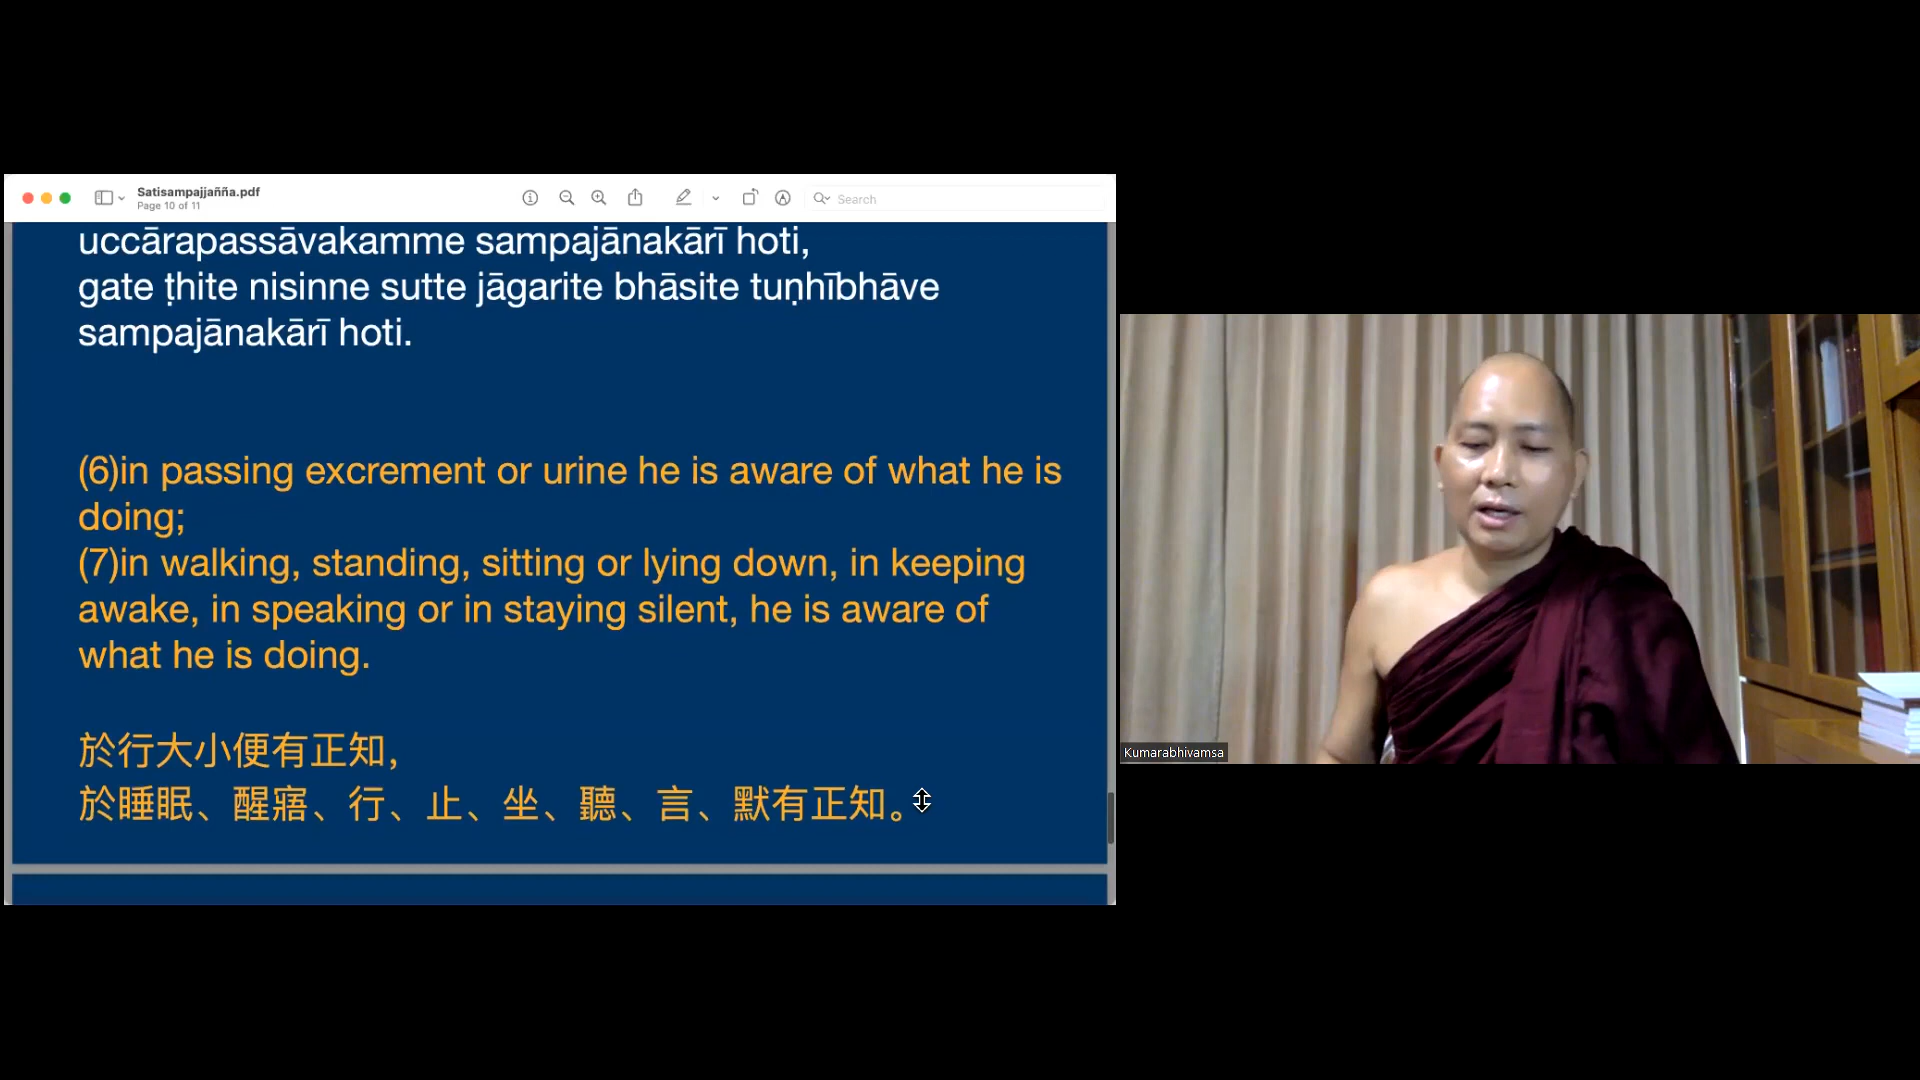 Satisampajjañña.pdf
Page 10 of 11
Search
uccārapassāvakamme sampajānakārī hoti,
gate ṭhite nisinne sutte jāgarite bhāsite tuṇhībhāve
sampajānakārī hoti.
(6)in passing excrement or urine he is aware of what he is
doing;
(7)in walking, standing, sitting or lying down, in keeping
awake, in speaking or in staying silent, he is aware of
what he is doing.
於行大小便有正知,
於睡眠、醒寤、行、止、坐、聽、言、默有正知。
Kumarabhivamsa